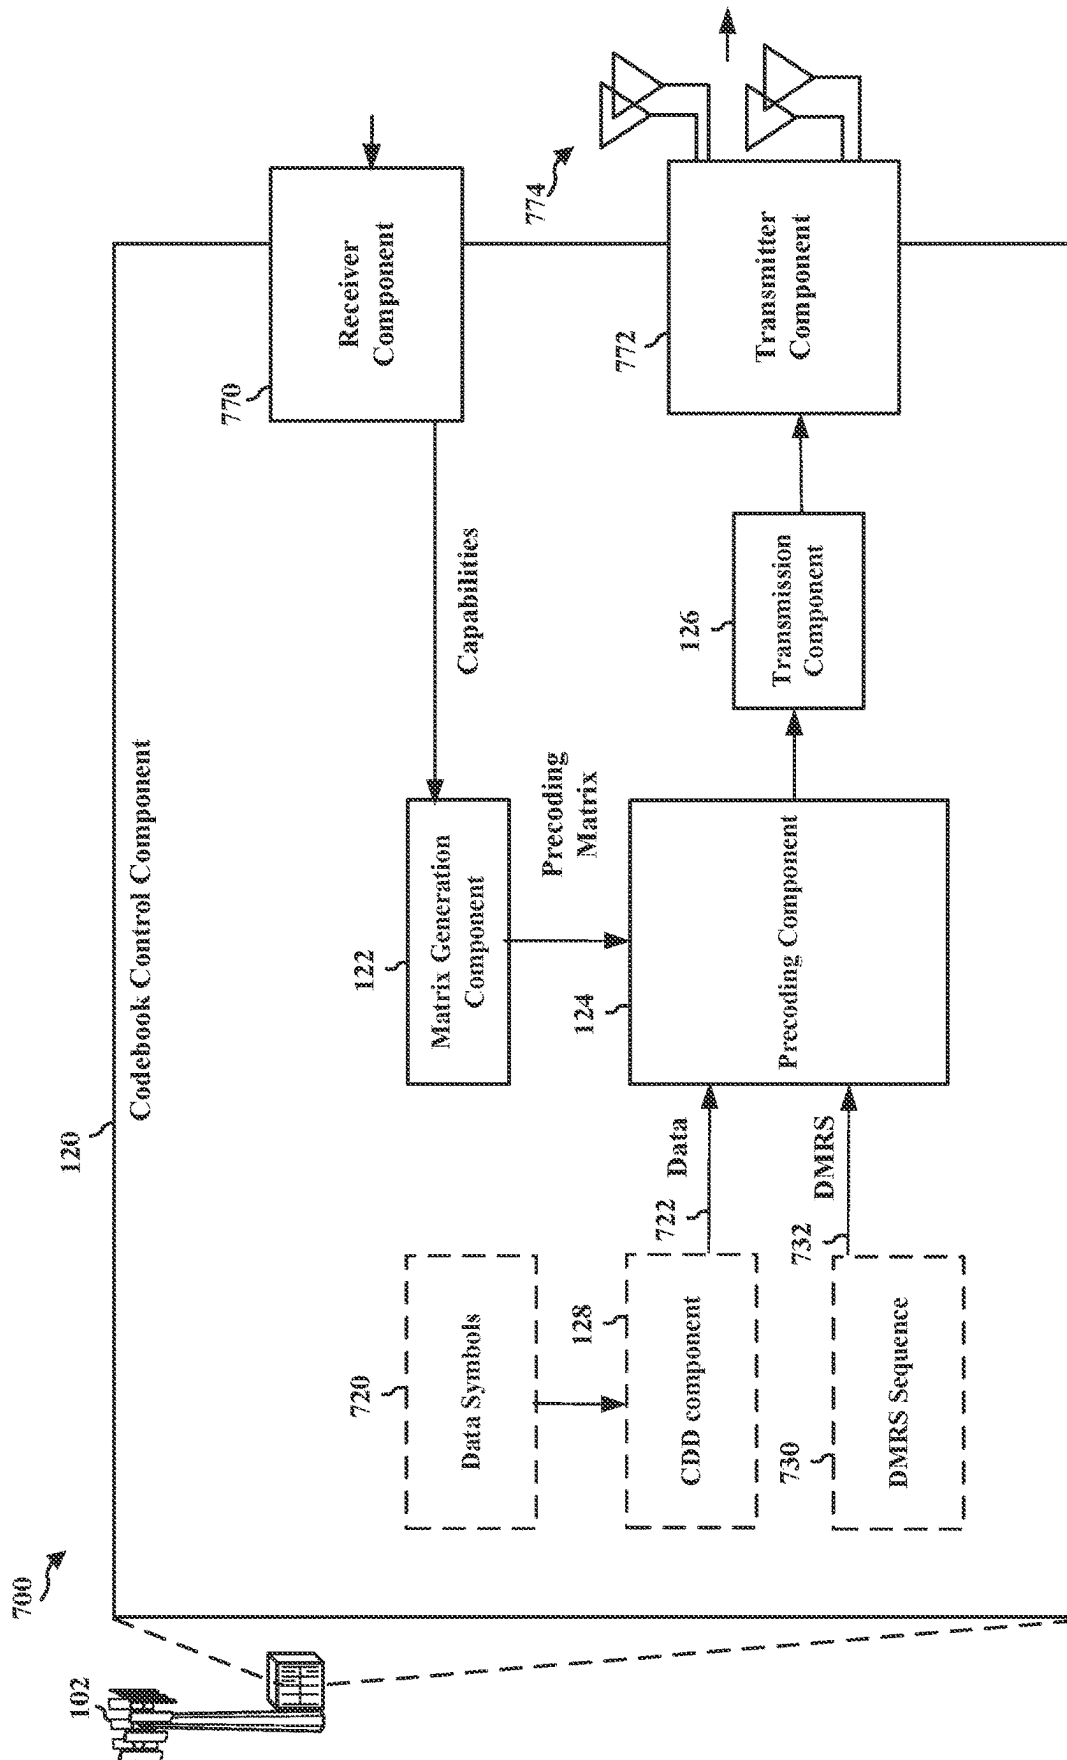 700
102
120
Codebook Control Component
720
Data Symbols
122
Matrix Generation
Component
Capabilities
770
Receiver
Component
Precoding
Matrix
128
CDD component
722
Data
124
Precoding Component
126
Transmission
Component
772
Transmitter
Component
774
730
DMRS Sequence
732
DMRS